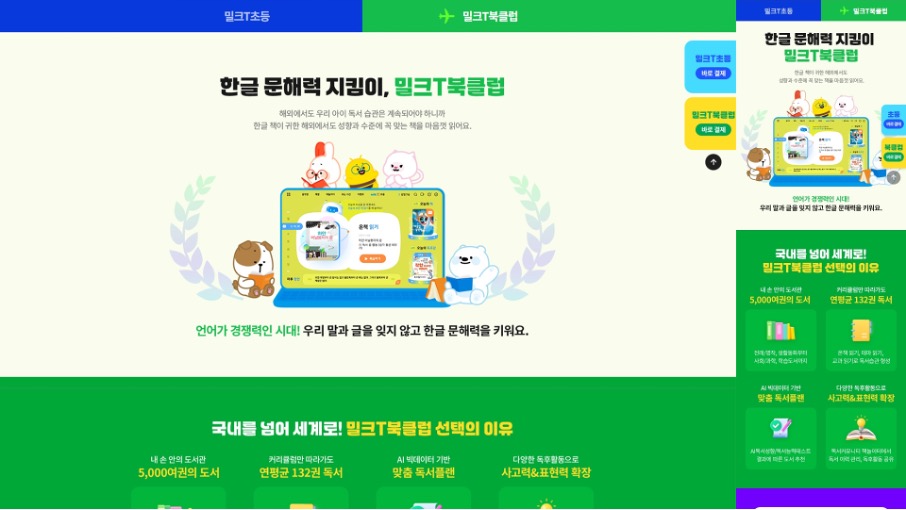 밀크T초등
밀크T북클럽
한글 문해력 지킴이, 밀크T북클럽
해외에서도 우리 아이 독서 습관은 계속되어야 하니까
한글 책이 귀한 해외에서도 성향과 수준에 꼭 맞는 책을 마음껏 읽어요.
언어가 경쟁력인 시대! 우리 말과 글을 잊지 않고 한글 문해력을 키워요.
밀크T초등
바로 결제
밀크T북클럽
바로 결제
국내를 넘어 세계로! 밀크T북클럽 선택의 이유
내 손 안의 도서관
5,000여권의 도서
커리큘럼만 따라가도
연평균 132권 독서
AI 빅데이터 기반
맞춤 독서플랜
다양한 독후활동으로
사고력&표현력 확장
밀크T초등
밀크T북클럽
한글 문해력 지킴이
밀크T북클럽
한글 책이 귀한 해외에서도
성향과 수준에 꼭 맞는 책을 마음껏 읽어요.
초등
바로 결제
북클럽
바로 결제
언어가 경쟁력인 시대!
우리 말과 글을 잊지 않고 한글 문해력을 키워요.
국내를 넘어 세계로!
밀크T북클럽 선택의 이유
내 손 안의 도서관
5,000여권의 도서
커리큘럼만 따라가도
연평균 132권 독서
AI 빅데이터 기반
맞춤 독서플랜
다양한 독후활동으로
사고력&표현력 확장